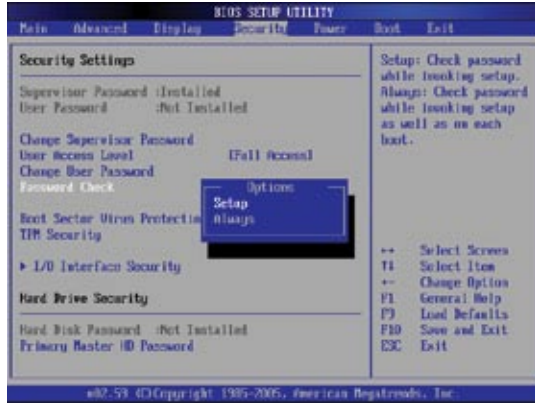 BIOS SETUP UTILITY
Main Advanced Display Security Power Boot Exit
Security Settings
Supervisor Password :Installed
User Password :Not Installed
Change Supervisor Password
User Access Level [Full Access]
Change User Password
Password Check
Boot Sector Virus Protectio
TPM Security
I/O Interface Security
Hard Drive Security
Hard Disk Password :Not Installed
Primary Master HD Password
Options
Setup
Always
Setup: Check password
while invoking setup.
Always: Check password
while invoking setup
as well as on each
boot.
Select Screen
Select Item
+- Change Option
F1 General Help
F9 Load Defaults
F10 Save and Exit
ESC Exit
v02.59 (C)Copyright 1985-2005, American Megatrends, Inc.